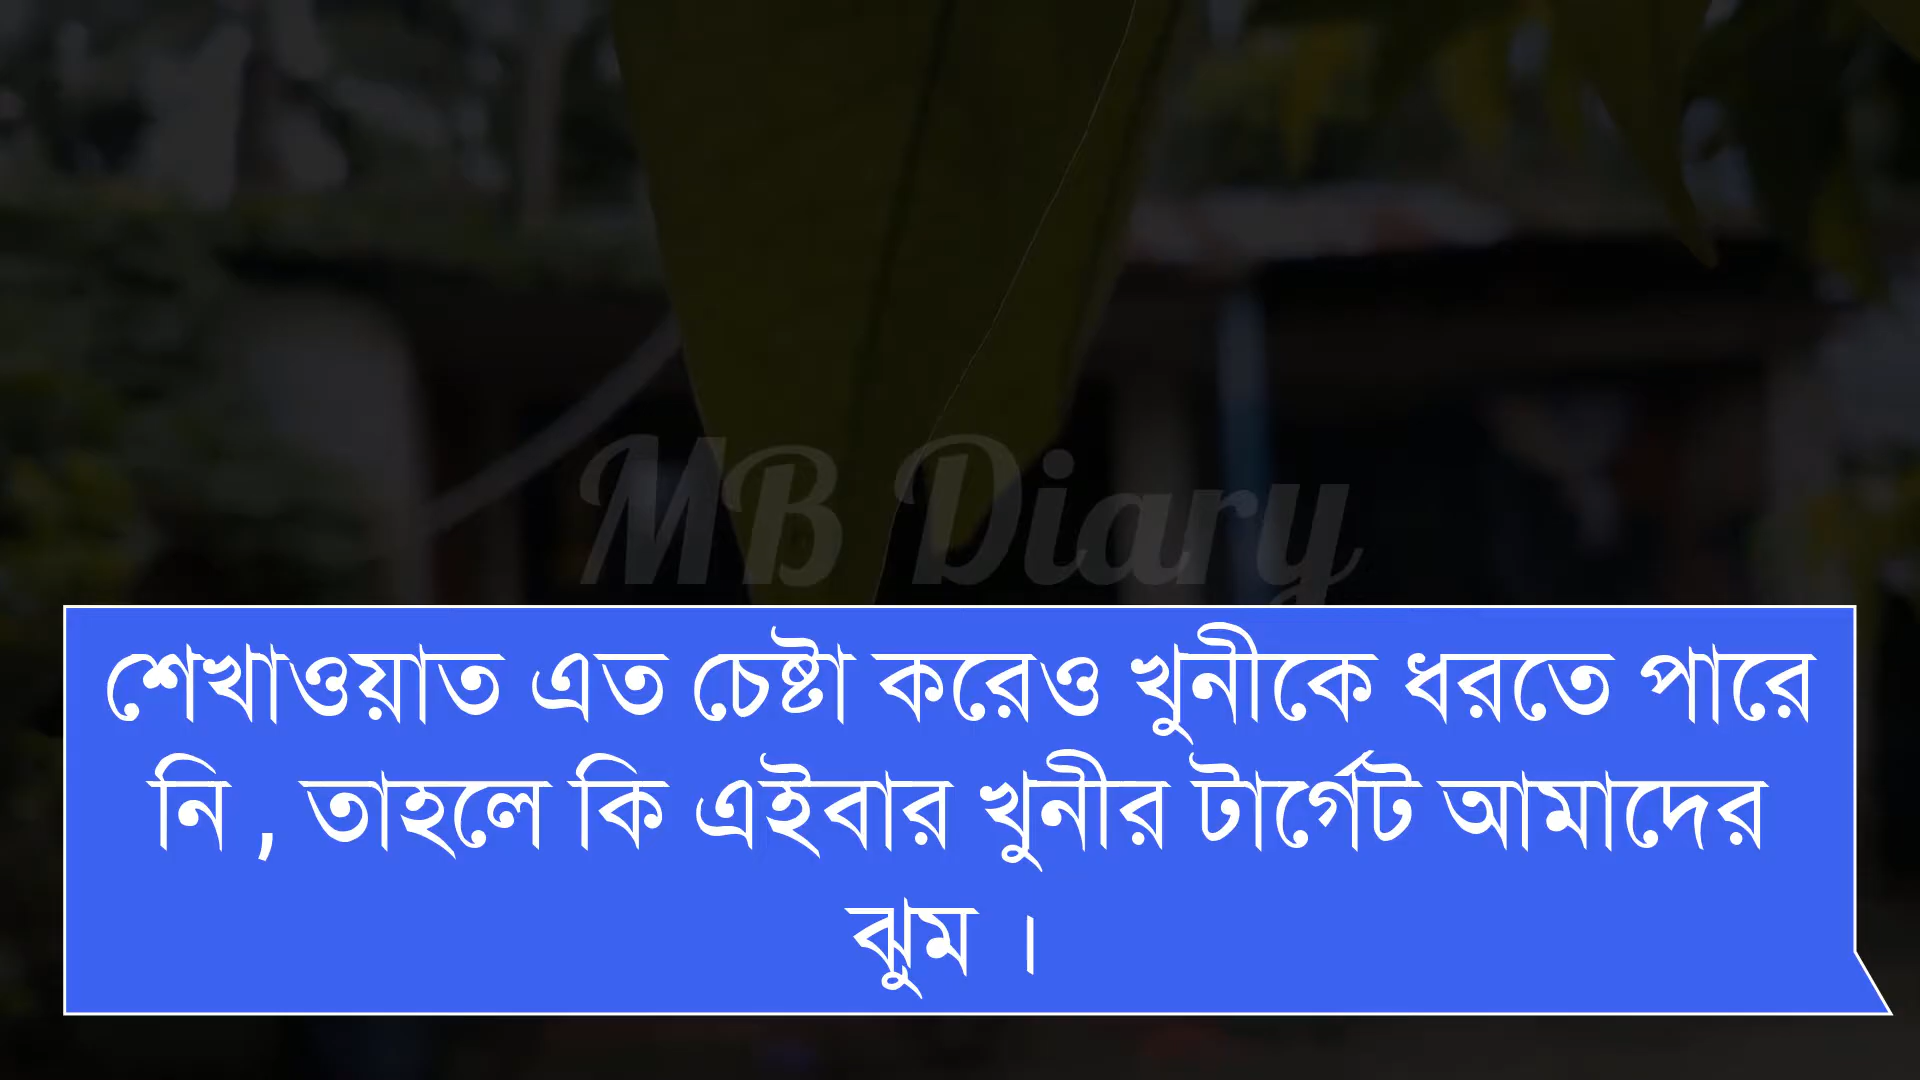 MB Diary
শেখাওয়াত এত চেষ্টা করেও খুনীকে ধরতে পারে
নি , তাহলে কি এইবার খুনীর টার্গেট আমাদের
ঝুম ।